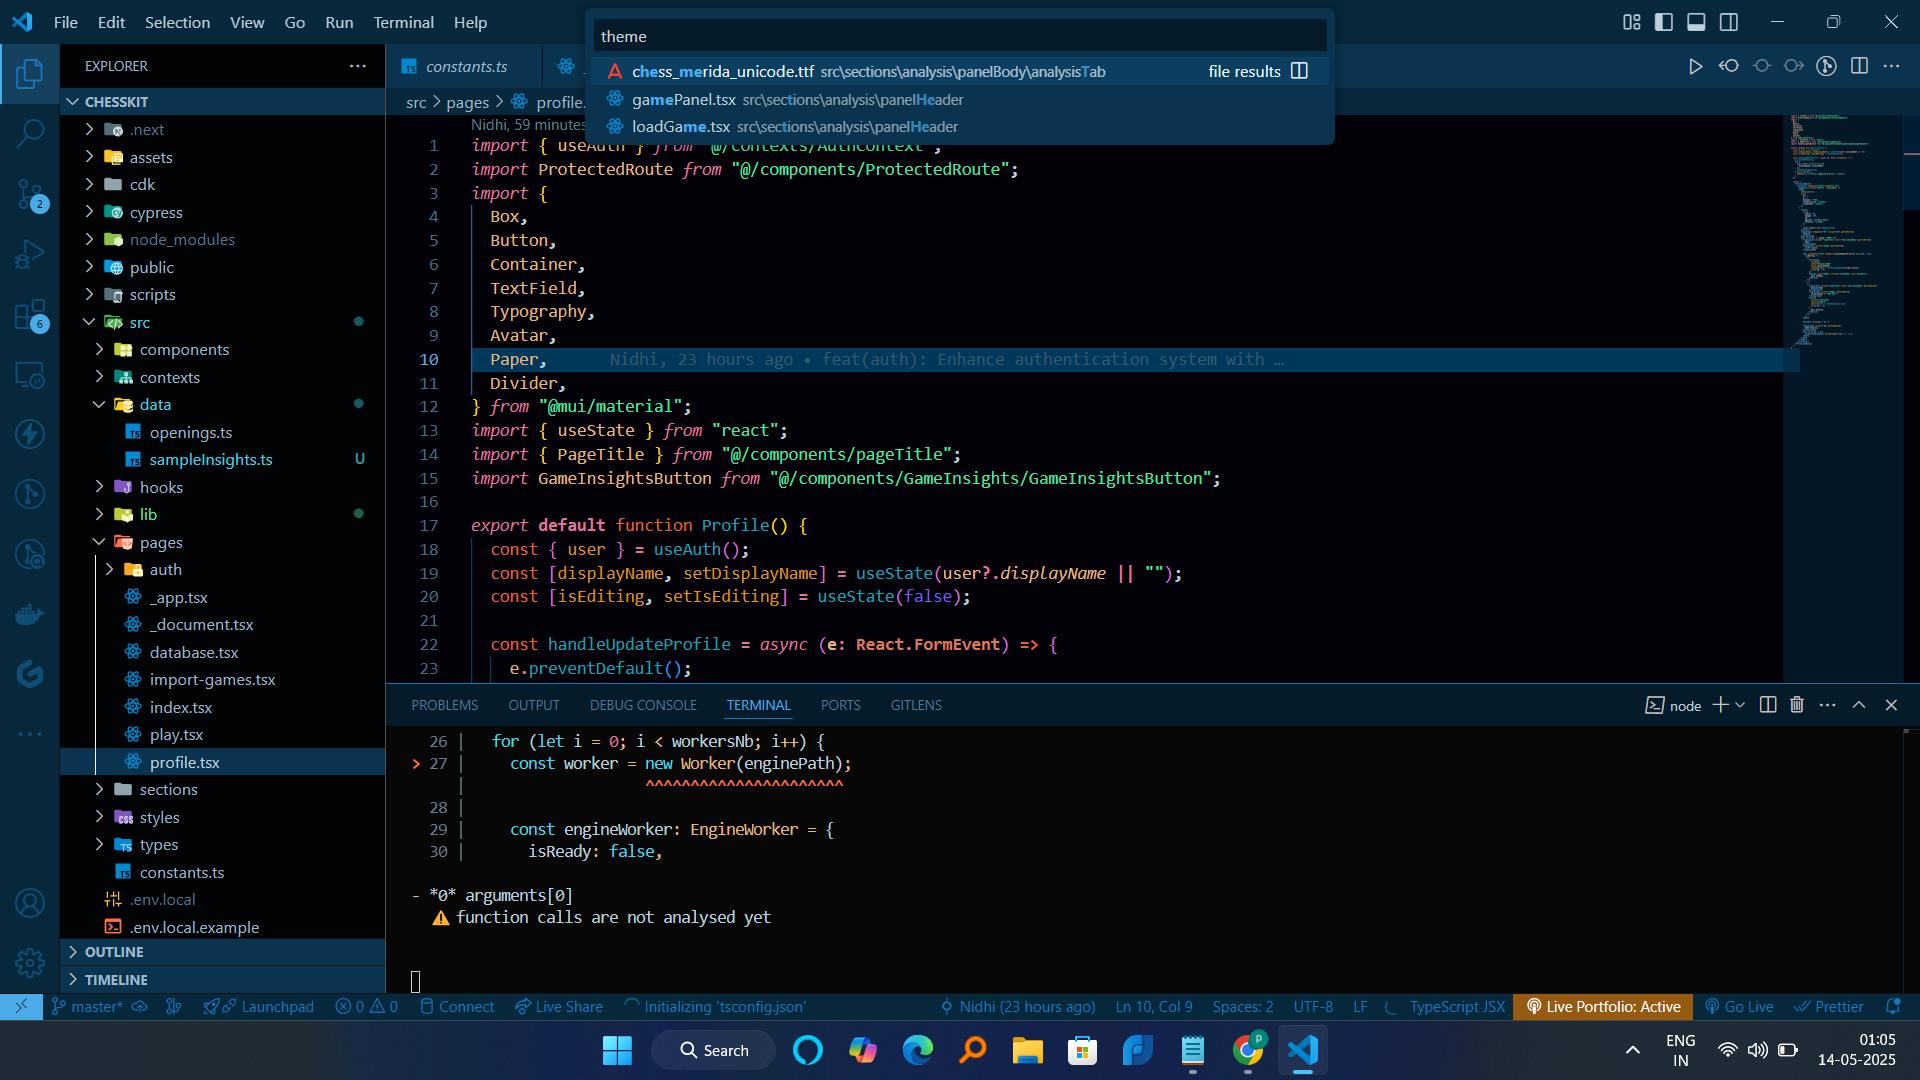 File Edit Selection View Go Run Terminal Help
theme
chess_merida_unicode.ttf src\sections\analysis\panelBody\analysisTab file results
gamePanel.tsx src\sections\analysis\panelHeader
loadGame.tsx src\sections\analysis\panelHeader
EXPLORER
CHESSKIT
.next
assets
cdk
cypress
node_modules
public
scripts
src
components
contexts
data
openings.ts
sampleInsights.ts U
hooks
lib
pages
auth
_app.tsx
_document.tsx
database.tsx
import-games.tsx
index.tsx
play.tsx
profile.tsx
sections
styles
types
constants.ts
.env.local
.env.local.example
OUTLINE
TIMELINE
2
6
constants.ts
src > pages > profile.
Nidhi, 59 minutes
1 import { useAuth } from "@/contexts/AuthContext";
2 import ProtectedRoute from "@/components/ProtectedRoute";
3 import {
4 Box,
5 Button,
6 Container,
7 TextField,
8 Typography,
9 Avatar,
10 Paper, Nidhi, 23 hours ago • feat(auth): Enhance authentication system with …
11 Divider,
12 } from "@mui/material";
13 import { useState } from "react";
14 import { PageTitle } from "@/components/pageTitle";
15 import GameInsightsButton from "@/components/GameInsights/GameInsightsButton";
16
17 export default function Profile() {
18 const { user } = useAuth();
19 const [displayName, setDisplayName] = useState(user?.displayName || "");
20 const [isEditing, setIsEditing] = useState(false);
21
22 const handleUpdateProfile = async (e: React.FormEvent) => {
23 e.preventDefault();
PROBLEMS OUTPUT DEBUG CONSOLE TERMINAL PORTS GITLENS
node
26 | for (let i = 0; i < workersNb; i++) {
> 27 | const worker = new Worker(enginePath);
| ^^^^^^^^^^^^^^^^^^^^^^
28 |
29 | const engineWorker: EngineWorker = {
30 | isReady: false,
- *0* arguments[0]
⚠ function calls are not analysed yet
master* Launchpad 0 0 Connect Live Share Initializing 'tsconfig.json' Nidhi (23 hours ago) Ln 10, Col 9 Spaces: 2 UTF-8 LF TypeScript JSX Live Portfolio: Active Go Live Prettier
Search
P
ENG
IN
01:05
14-05-2025